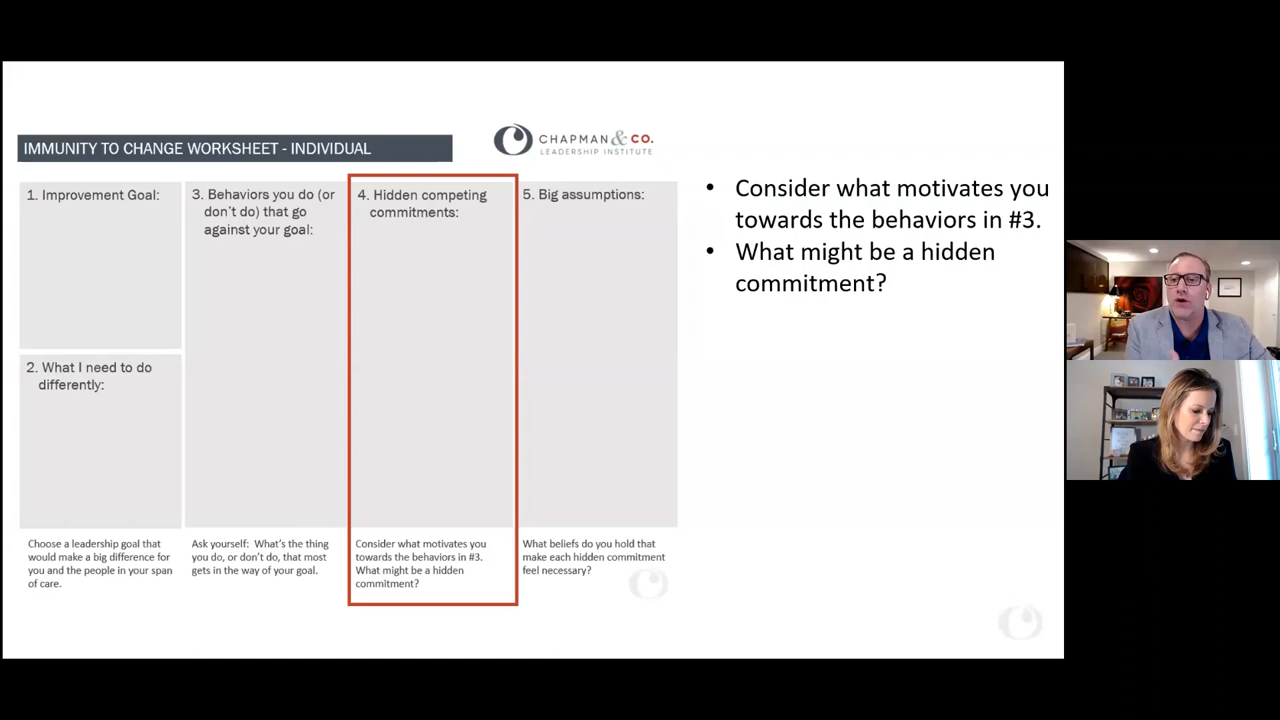 IMMUNITY TO CHANGE WORKSHEET - INDIVIDUAL
CHAPMAN & CO.
LEADERSHIP INSTITUTE
1. Improvement Goal:
2. What I need to do
differently:
Choose a leadership goal that
would make a big difference for
you and the people in your span
of care.
3. Behaviors you do (or
don't do) that go
against your goal:
Ask yourself:  What's the thing
you do, or don't do, that most
gets in the way of your goal.
4. Hidden competing
commitments:
Consider what motivates you
towards the behaviors in #3.
What might be a hidden
commitment?
5. Big assumptions:
What beliefs do you hold that
make each hidden commitment
feel necessary?
• Consider what motivates you
towards the behaviors in #3.
• What might be a hidden
commitment?